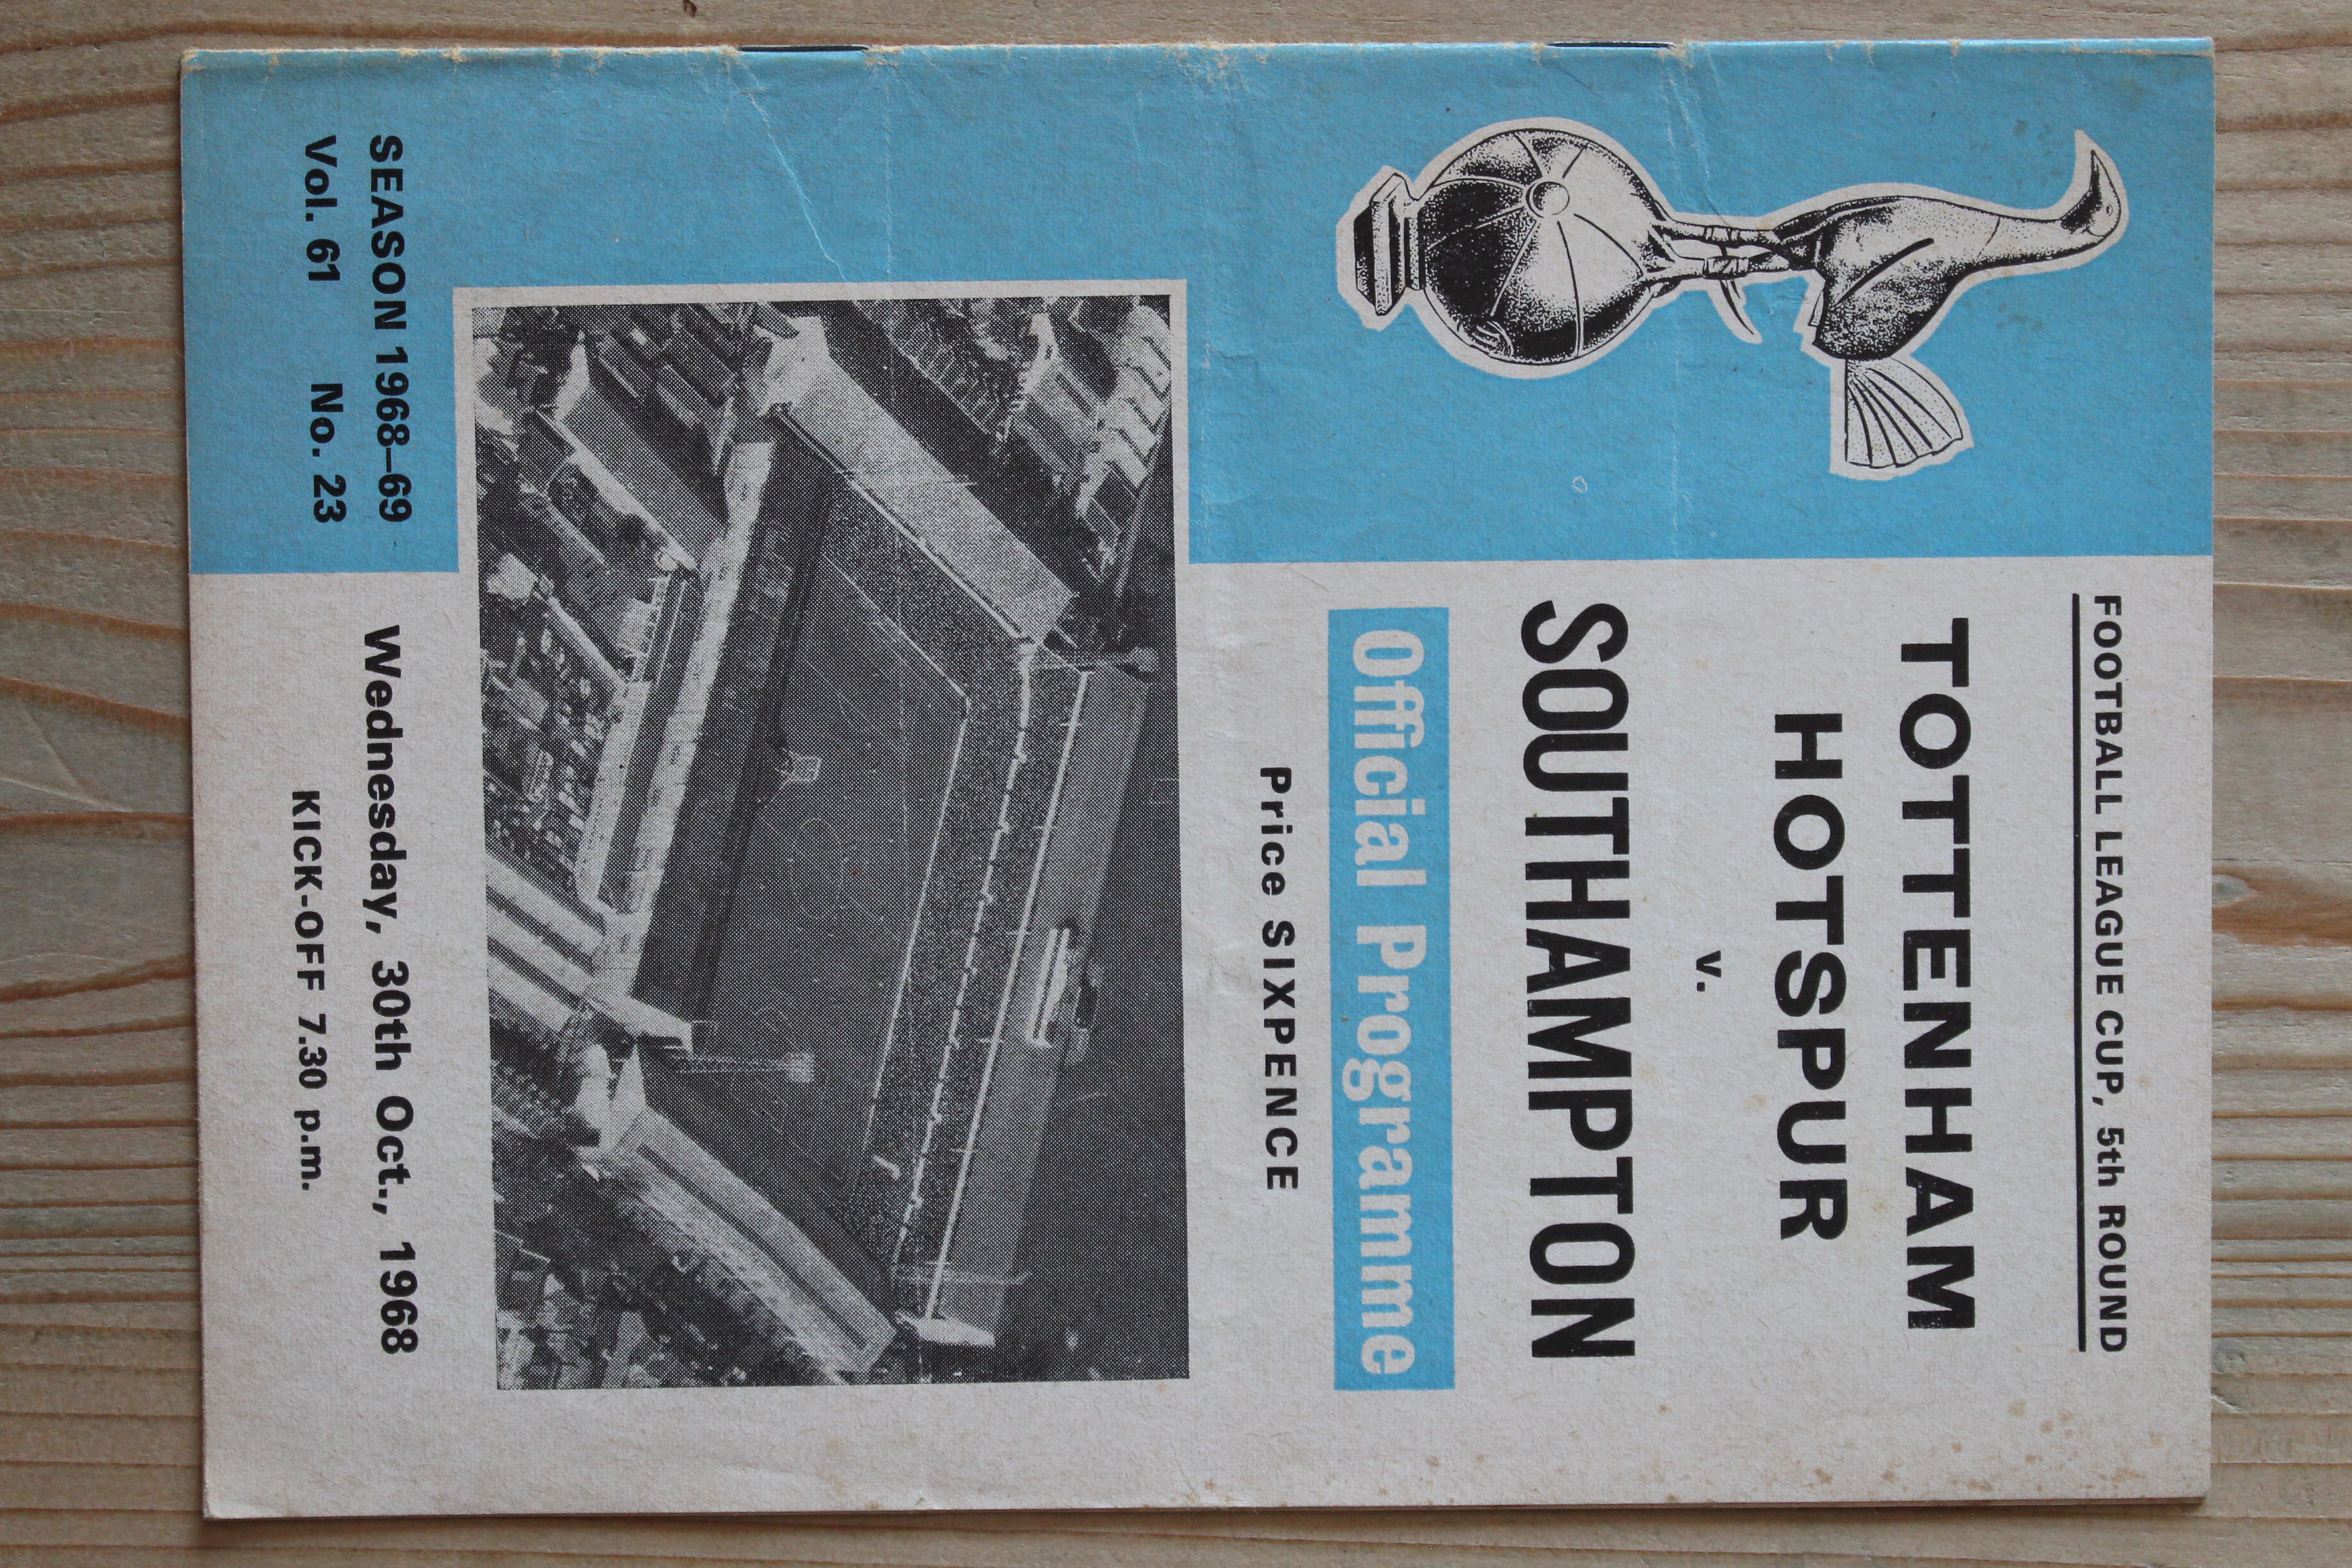 FOOTBALL LEAGUE CUP, 5th ROUND
TOTTENHAM
HOTSPUR
v.
SOUTHAMPTON
Official Programme
Price SIXPENCE
SEASON 1968–69
Vol. 61 No. 23
Wednesday, 30th Oct., 1968
KICK-OFF 7.30 p.m.